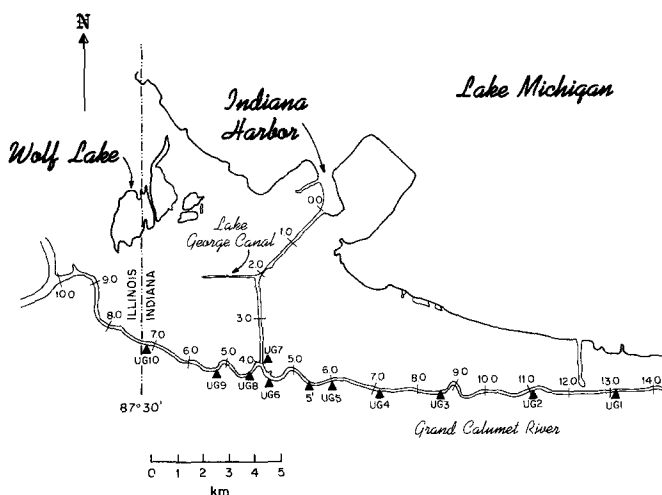 N
Lake Michigan
Indiana
Harbor
Wolf Lake
Lake
George Canal
0.0
1.0
2.0
3.0
10.0
9.0
8.0
ILLINOIS
INDIANA
7.0
6.0
5.0
4.0
UG7
5.0
6.0
7.0
8.0
9.0
10.0
11.0
12.0
13.0
14.0
UG10
UG9
UG8
UG6
5'
UG5
UG4
UG3
UG2
UG1
87°30'
Grand Calumet River
0 1 2 3 4 5
km